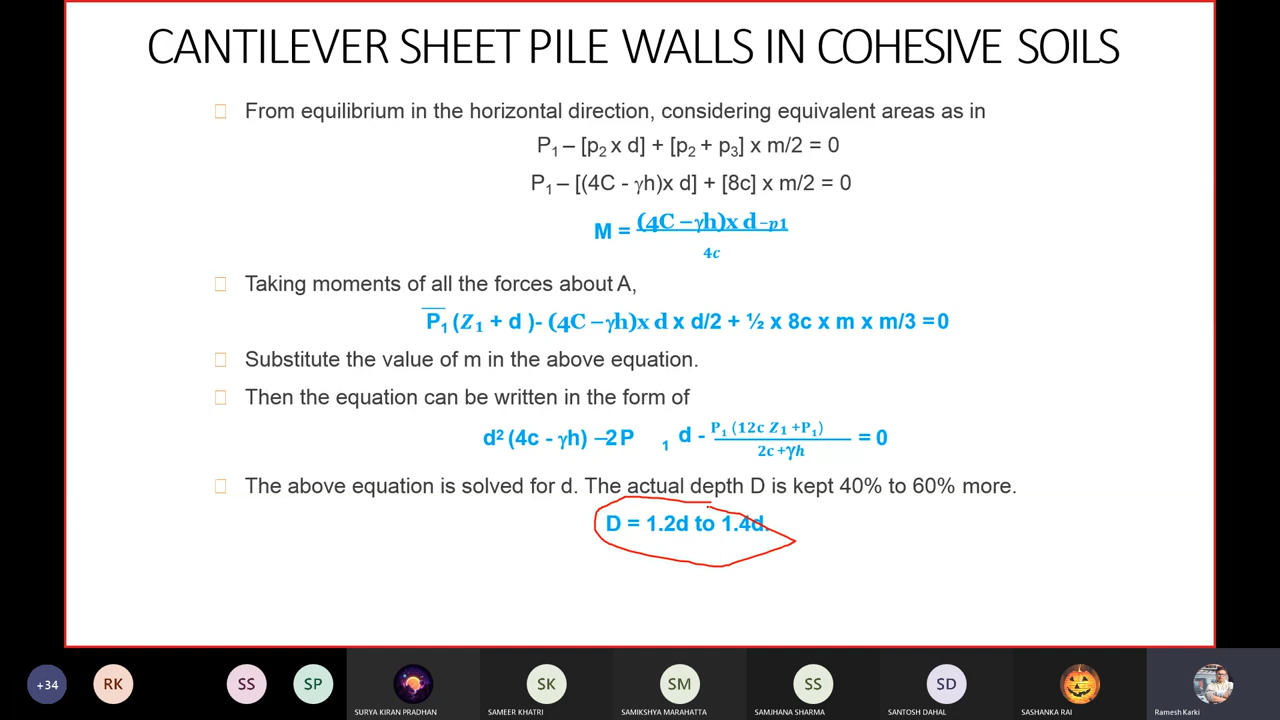 CANTILEVER SHEET PILE WALLS IN COHESIVE SOILS
From equilibrium in the horizontal direction, considering equivalent areas as in
P₁ – [p₂ x d] + [p₂ + p₃] x m/2 = 0
P₁ – [(4C - γh)x d] + [8c] x m/2 = 0
M = (4C –γh)x d –p1
4c
Taking moments of all the forces about A,
P₁ (Z₁ + d )- (4C –γh)x d x d/2 + ½ x 8c x m x m/3 =0
Substitute the value of m in the above equation.
Then the equation can be written in the form of
d² (4c - γh) –2P ₁ d - P₁ (12c Z₁ +P₁) = 0
2c +γh
The above equation is solved for d. The actual depth D is kept 40% to 60% more.
D = 1.2d to 1.4d.
+34 RK SS SP SK SM SS SD
SURYA KIRAN PRADHAN SAMEER KHATRI SAMIKSHYA MARAHATTA SAMJHANA SHARMA SANTOSH DAHAL SASHANKA RAI Ramesh Karki